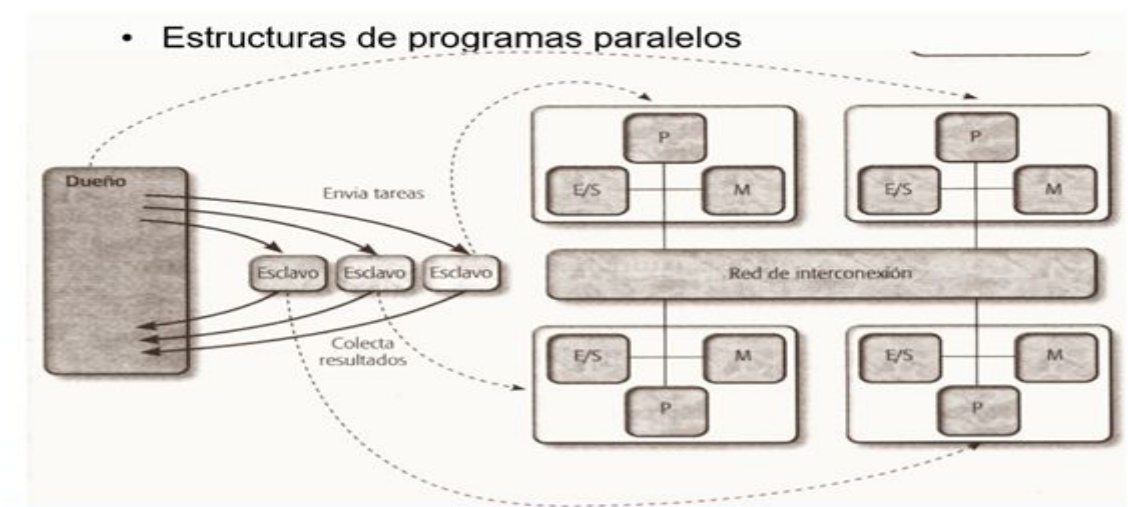 • Estructuras de programas paralelos
Dueño
Envia tareas
Esclavo
Esclavo
Esclavo
Colecta
resultados
P
E/S
M
P
E/S
M
Red de interconexión
E/S
M
P
E/S
M
P